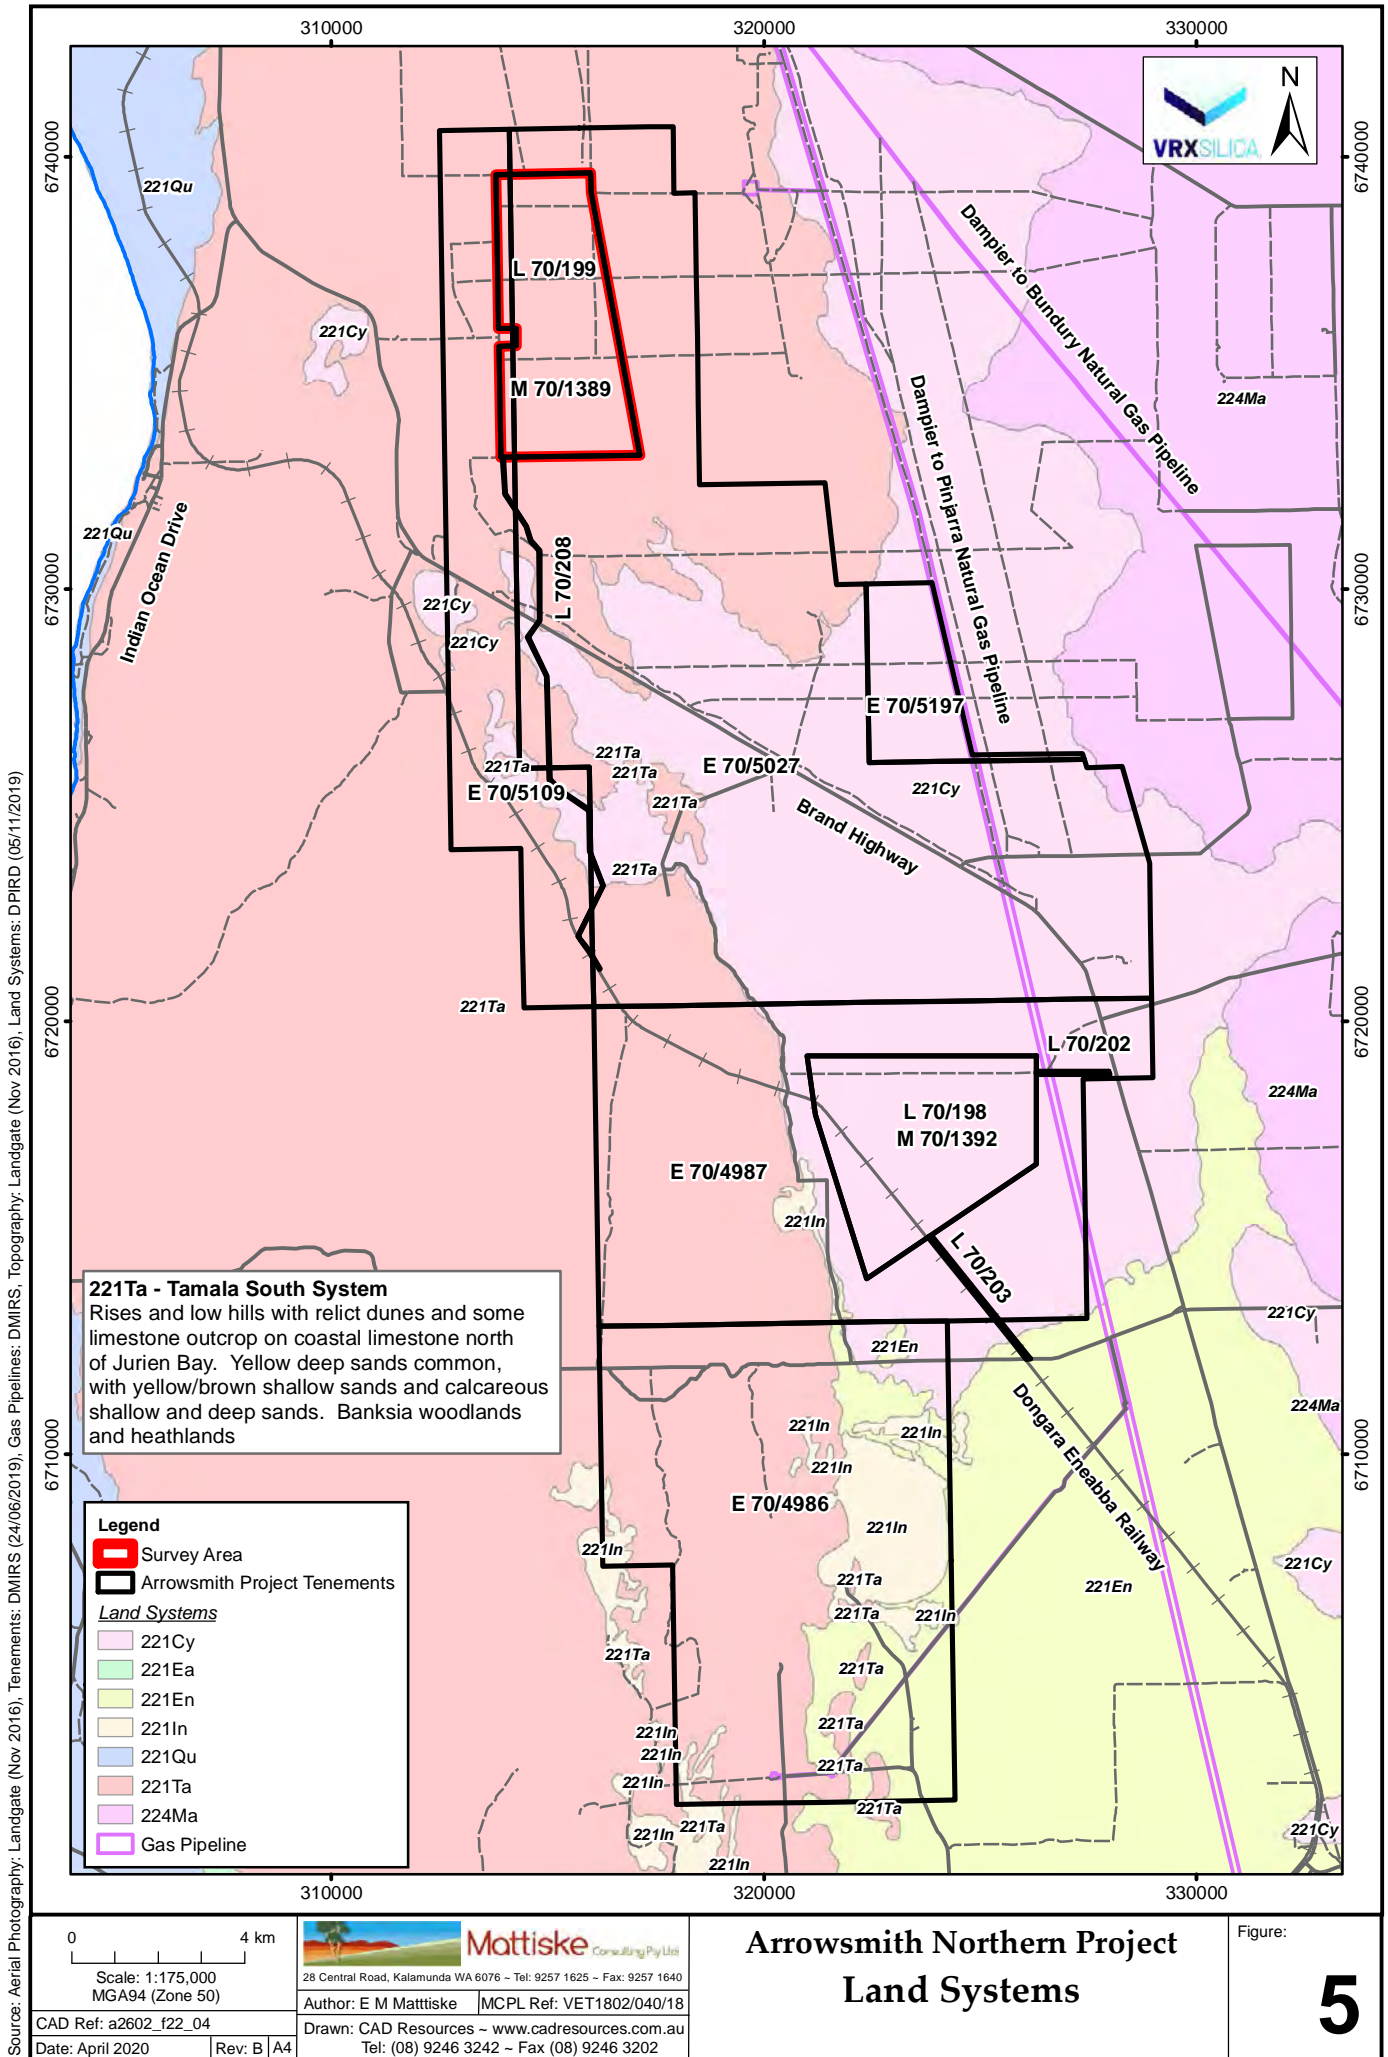 310000
320000
330000
6740000
6740000
N
VRXSILICA
221Qu
Dampier to Bundury Natural Gas Pipeline
L 70/199
221Cy
Dampier to Pinjarra Natural Gas Pipeline
M 70/1389
224Ma
221Qu
Indian Ocean Drive
L 70/208
6730000
6730000
221Cy
221Cy
E 70/5197
221Ta
221Ta
221Ta
E 70/5027
E 70/5109
221Ta
221Cy
Brand Highway
221Ta
221Ta
6720000
6720000
L 70/202
224Ma
L 70/198
M 70/1392
E 70/4987
221In
L 70/203
221Ta - Tamala South System
Rises and low hills with relict dunes and some
limestone outcrop on coastal limestone north
of Jurien Bay. Yellow deep sands common,
with yellow/brown shallow sands and calcareous
shallow and deep sands. Banksia woodlands
and heathlands
221Cy
221En
224Ma
221In
221In
221In
Dongara Eneabba Railway
6710000
6710000
E 70/4986
221In
221In
221Cy
221Ta
221En
221Ta
221In
221Ta
221Ta
221Ta
221In
221In
221Ta
221In
221Ta
221Ta
221In
221Cy
221In
Legend
Survey Area
Arrowsmith Project Tenements
Land Systems
221Cy
221Ea
221En
221In
221Qu
221Ta
224Ma
Gas Pipeline
310000
320000
330000
Source: Aerial Photography: Landgate (Nov 2016), Tenements: DMIRS (24/06/2019), Gas Pipelines: DMIRS, Topography: Landgate (Nov 2016), Land Systems: DPIRD (05/11/2019)
0 4 km
Scale: 1:175,000
MGA94 (Zone 50)
CAD Ref: a2602_f22_04
Date: April 2020 Rev: B A4
Mattiske Consulting Pty Ltd
28 Central Road, Kalamunda WA 6076 ~ Tel: 9257 1625 ~ Fax: 9257 1640
Author: E M Matttiske MCPL Ref: VET1802/040/18
Drawn: CAD Resources ~ www.cadresources.com.au
Tel: (08) 9246 3242 ~ Fax (08) 9246 3202
Arrowsmith Northern Project
Land Systems
Figure:
5